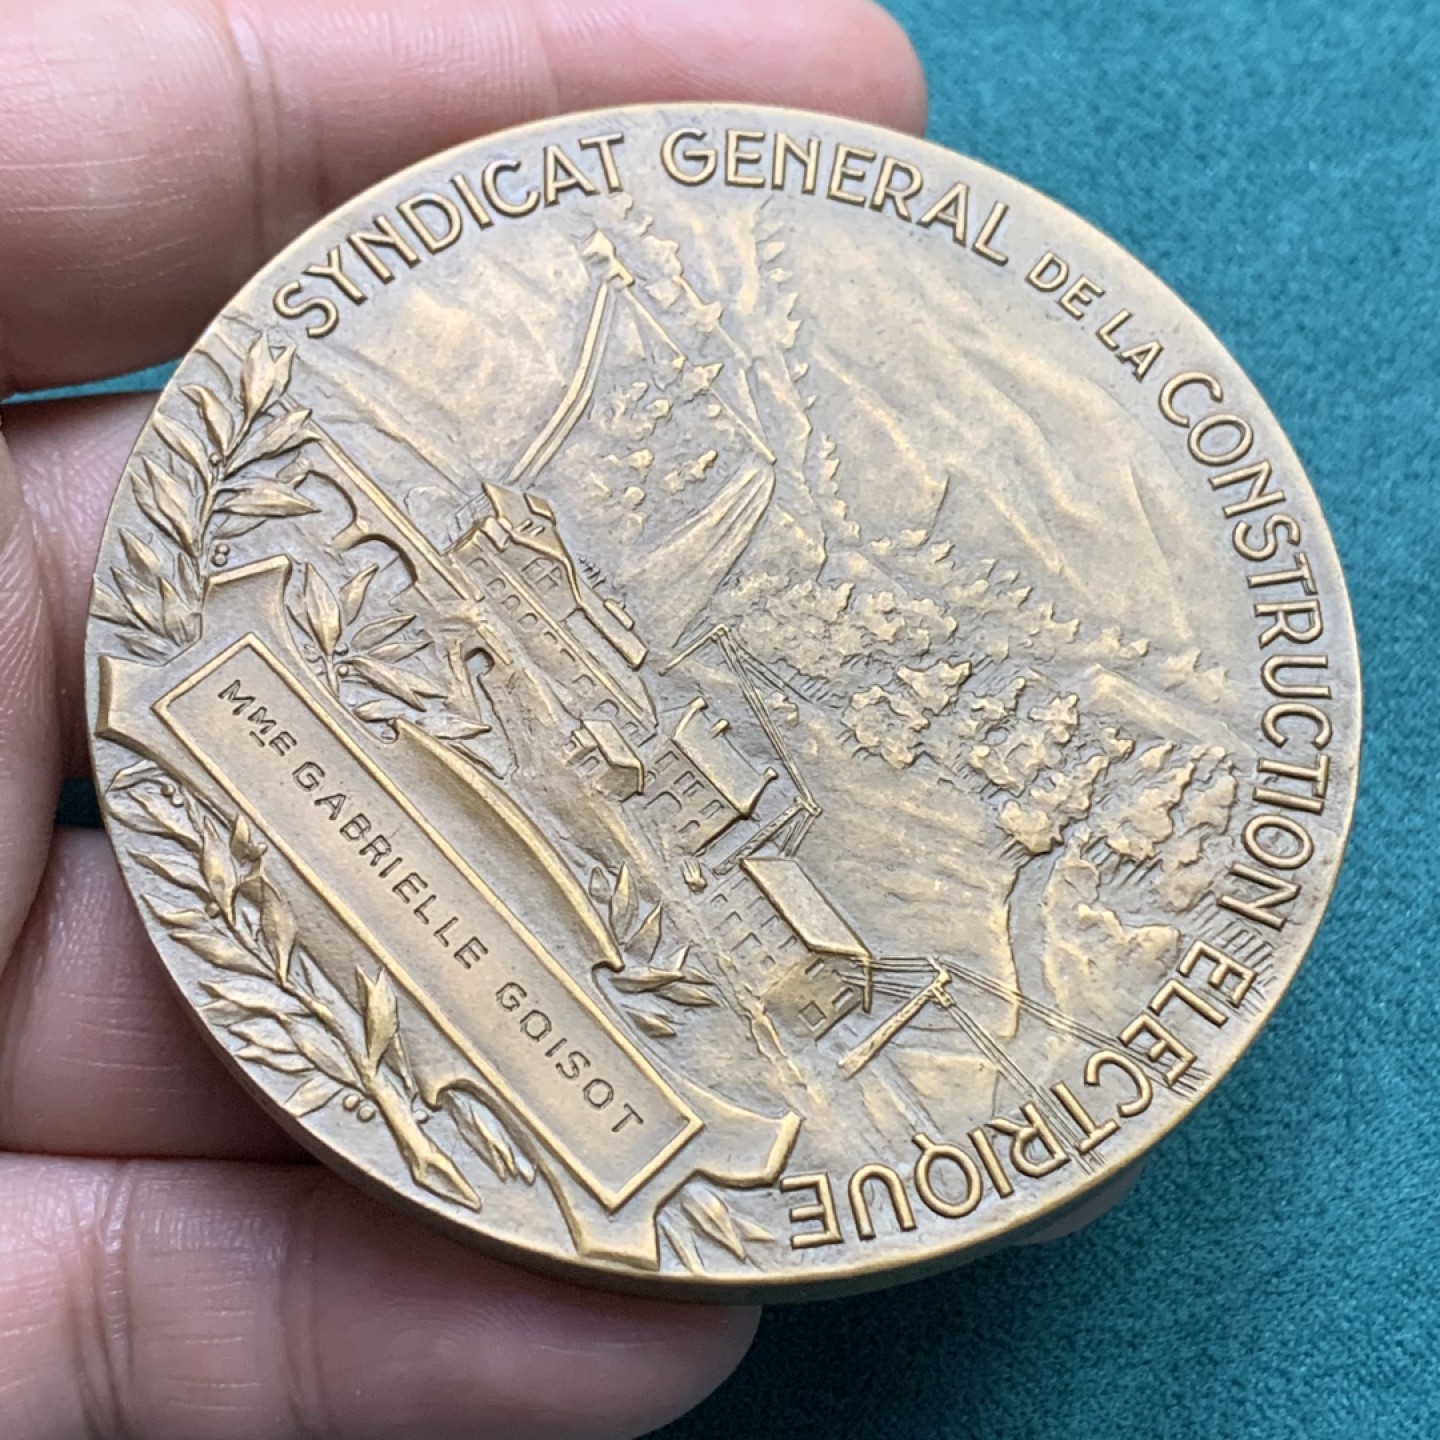 SYNDICAT GENERAL DE LA CONSTRUCTION ELECTRIQUE
MME GABRIELLE GOISOT